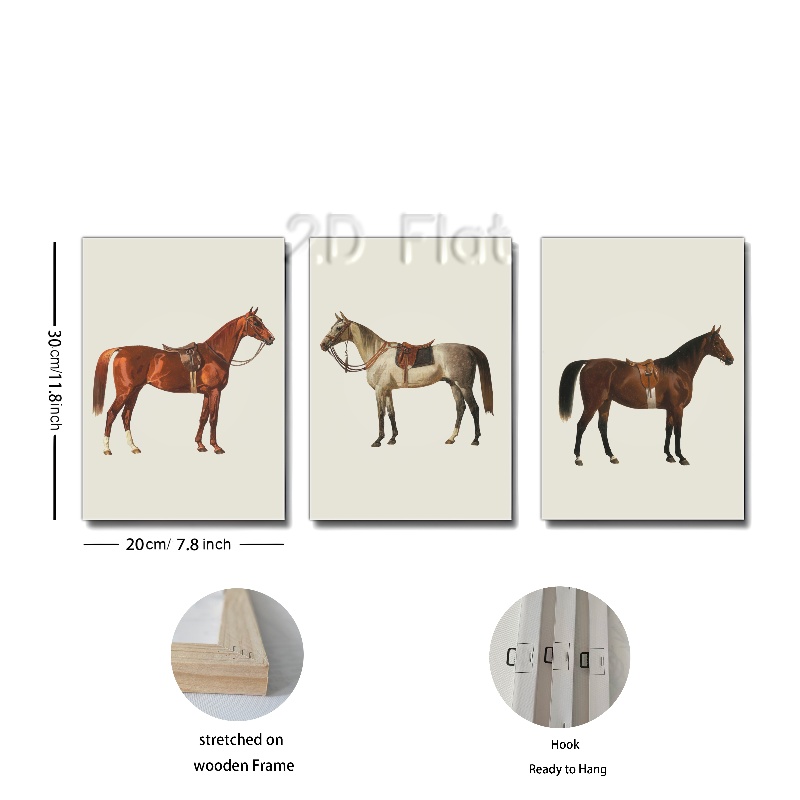 2D Flat
30cm/11.8inch
20cm/ 7.8 inch
stretched on
wooden Frame
Hook
Ready to Hang